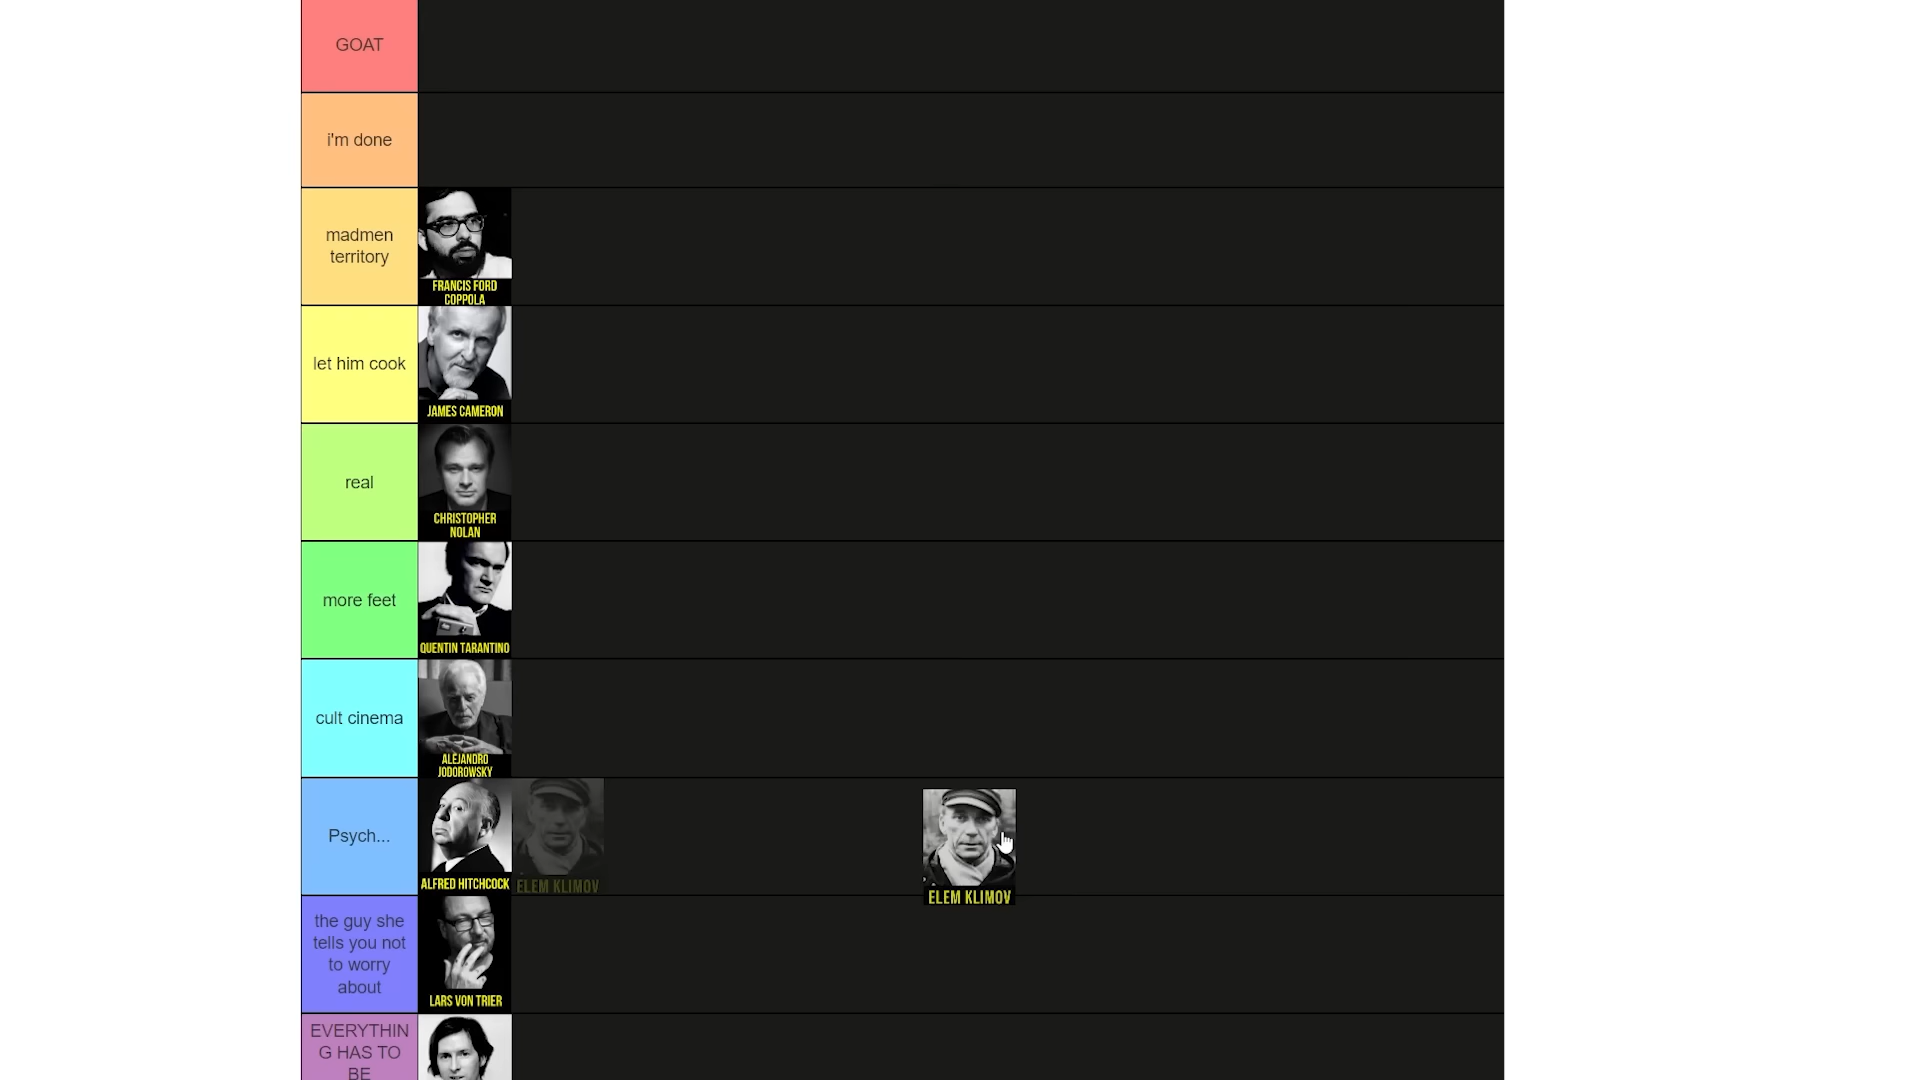 GOAT
i'm done
madmen
territory
FRANCIS FORD
COPPOLA
let him cook
JAMES CAMERON
real
CHRISTOPHER
NOLAN
more feet
QUENTIN TARANTINO
cult cinema
ALEJANDRO
JODOROWSKY
Psych...
ALFRED HITCHCOCK
ELEM KLIMOV
ELEM KLIMOV
the guy she
tells you not
to worry
about
LARS VON TRIER
EVERYTHIN
G HAS TO
BE